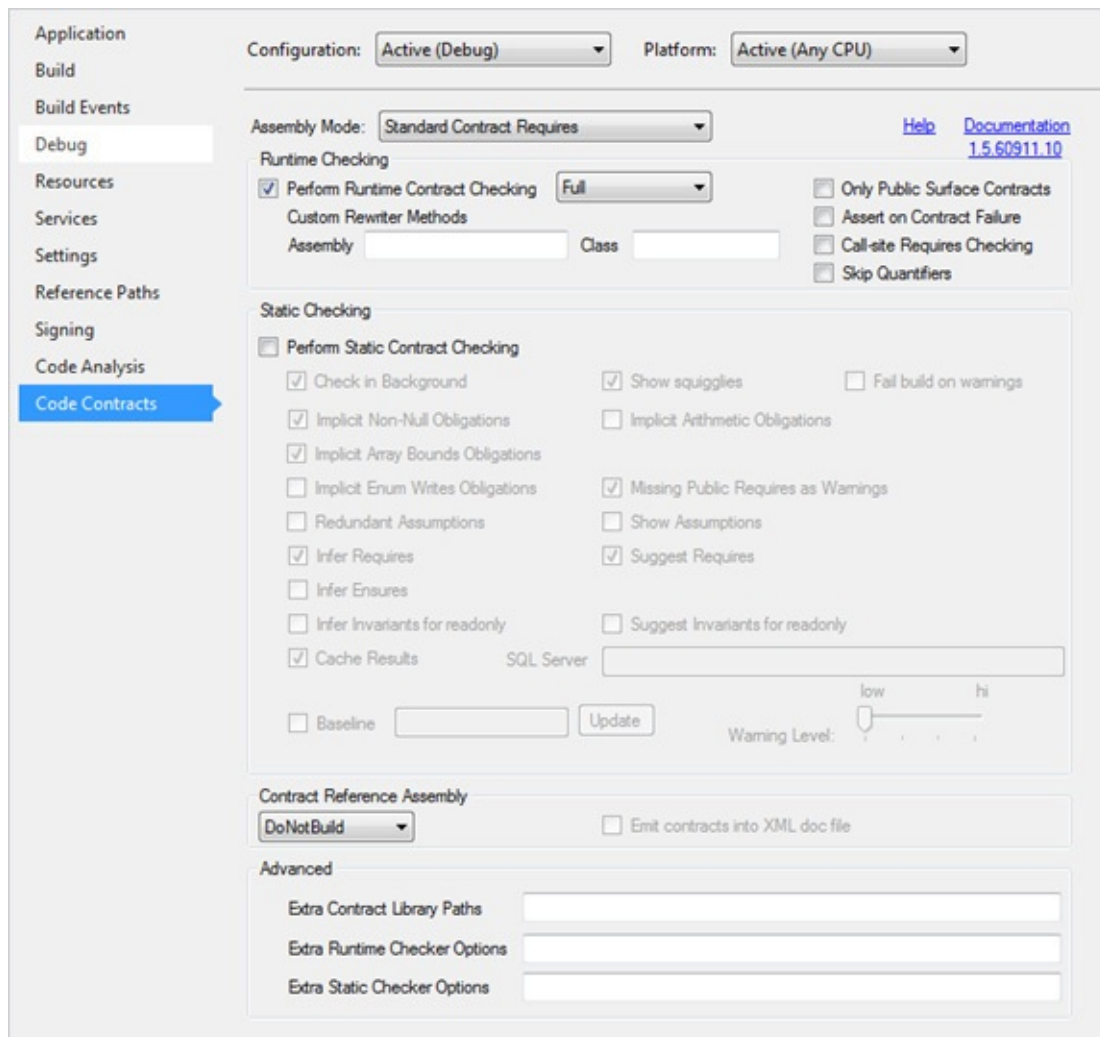 Application
Build
Build Events
Debug
Resources
Services
Settings
Reference Paths
Signing
Code Analysis
Code Contracts
Configuration: Active (Debug) Platform: Active (Any CPU)
Assembly Mode: Standard Contract Requires Help Documentation
1.5.60911.10
Runtime Checking
Perform Runtime Contract Checking Full Only Public Surface Contracts
Custom Rewriter Methods Assert on Contract Failure
Assembly Class Call-site Requires Checking
Skip Quantifiers
Static Checking
Perform Static Contract Checking
Check in Background Show squigglies Fail build on warnings
Implicit Non-Null Obligations Implicit Arithmetic Obligations
Implicit Array Bounds Obligations
Implicit Enum Writes Obligations Missing Public Requires as Warnings
Redundant Assumptions Show Assumptions
Infer Requires Suggest Requires
Infer Ensures
Infer Invariants for readonly Suggest Invariants for readonly
Cache Results SQL Server
low hi
Baseline Update Warning Level:
Contract Reference Assembly
DoNotBuild Emit contracts into XML doc file
Advanced
Extra Contract Library Paths
Extra Runtime Checker Options
Extra Static Checker Options